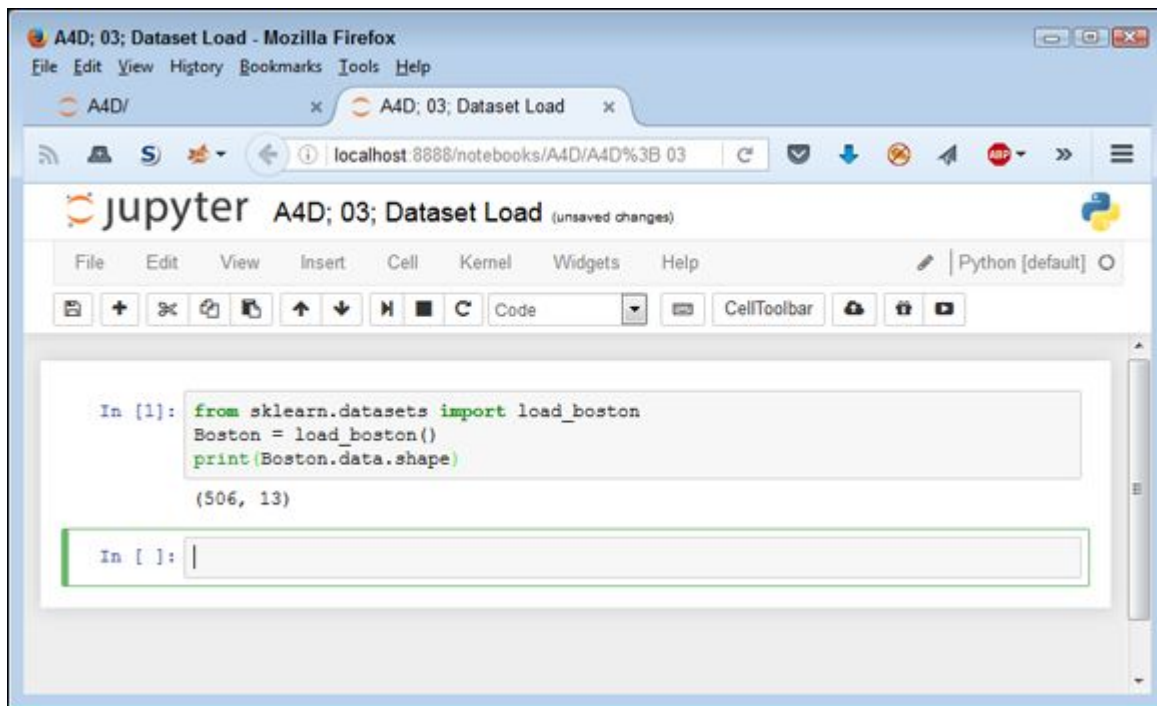 A4D; 03; Dataset Load - Mozilla Firefox
File Edit View History Bookmarks Tools Help
A4D/ × A4D; 03; Dataset Load ×
S) localhost:8888/notebooks/A4D/A4D%3B 03 ABP »
jupyter A4D; 03; Dataset Load (unsaved changes)
File Edit View Insert Cell Kernel Widgets Help Python [default] O
Code CellToolbar
In [1]: from sklearn.datasets import load_boston
Boston = load_boston()
print(Boston.data.shape)
(506, 13)
In [ ]: